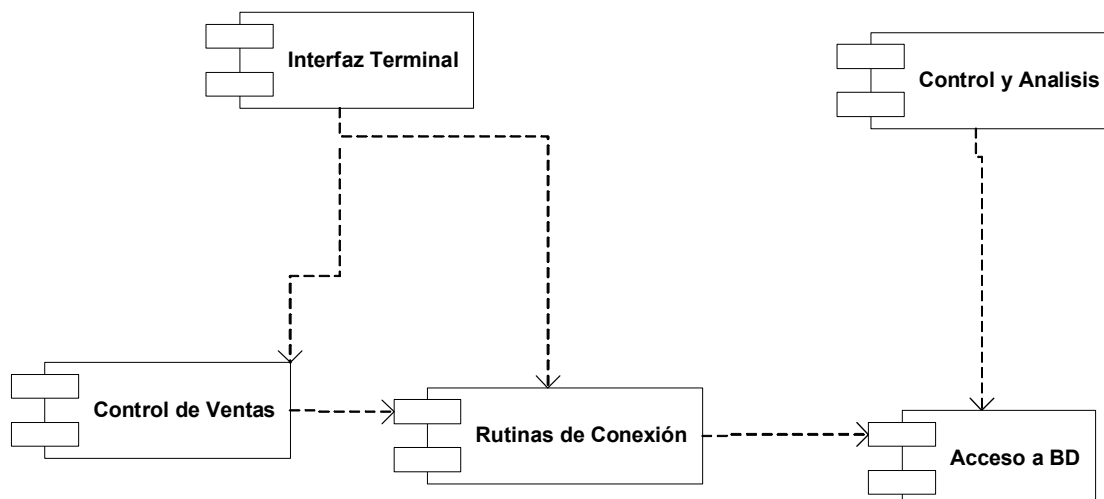 Interfaz Terminal
Control y Analisis
Control de Ventas
Rutinas de Conexión
Acceso a BD